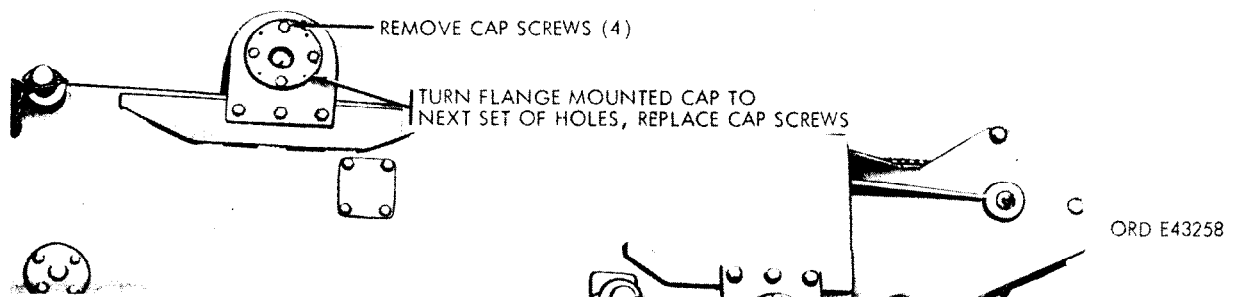 REMOVE CAP SCREWS (4)
TURN FLANGE MOUNTED CAP TO
NEXT SET OF HOLES, REPLACE CAP SCREWS
ORD E43258